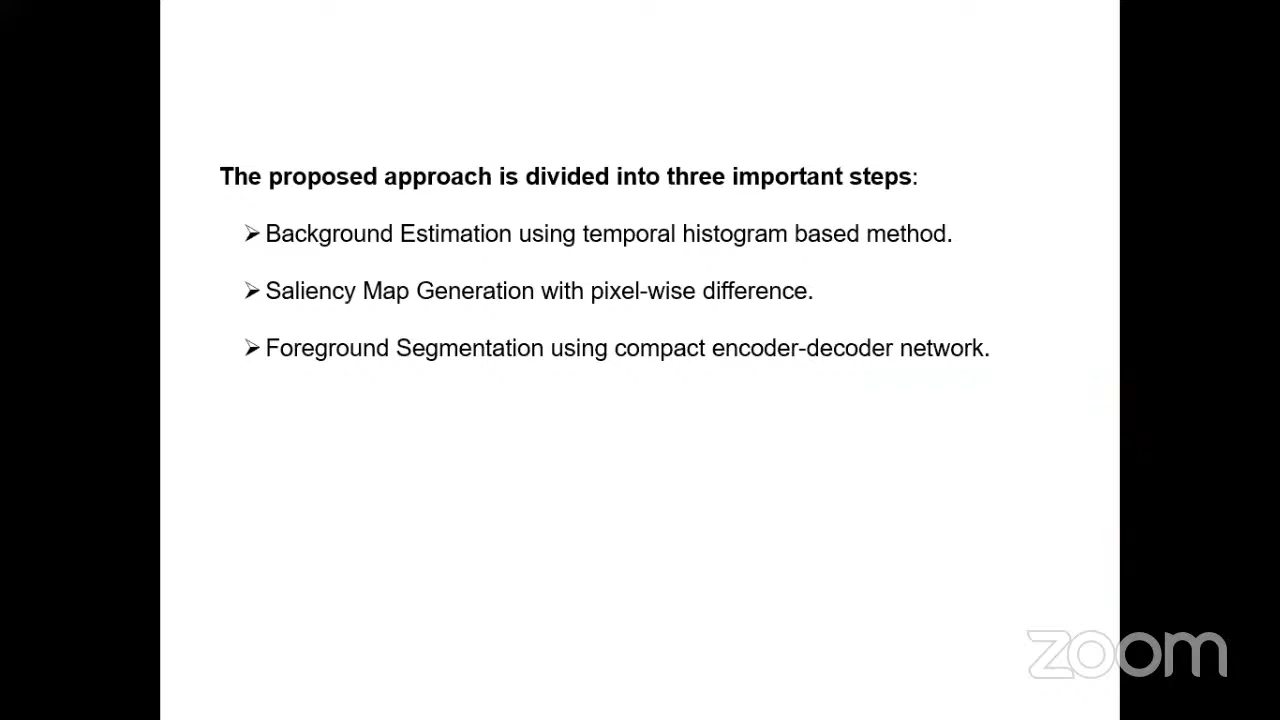 The proposed approach is divided into three important steps:
Background Estimation using temporal histogram based method.
Saliency Map Generation with pixel-wise difference.
Foreground Segmentation using compact encoder-decoder network.
zoom